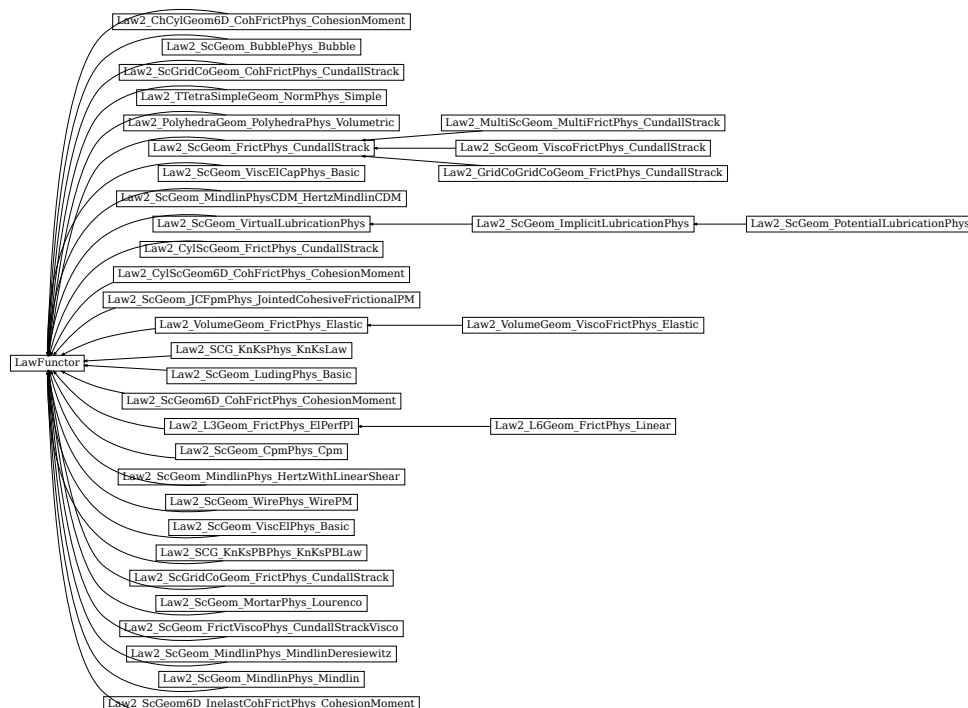 Law2_ChCylGeom6D_CohFrictPhys_CohesionMoment
Law2_ScGeom_BubblePhys_Bubble
Law2_ScGridCoGeom_CohFrictPhys_CundallStrack
Law2_TTetraSimpleGeom_NormPhys_Simple
Law2_PolyhedraGeom_PolyhedraPhys_Volumetric
Law2_MultiScGeom_MultiFrictPhys_CundallStrack
Law2_ScGeom_FrictPhys_CundallStrack
Law2_ScGeom_ViscoFrictPhys_CundallStrack
Law2_ScGeom_ViscElCapPhys_Basic
Law2_GridCoGridCoGeom_FrictPhys_CundallStrack
Law2_ScGeom_MindlinPhysCDM_HertzMindlinCDM
Law2_ScGeom_VirtualLubricationPhys
Law2_ScGeom_ImplicitLubricationPhys
Law2_ScGeom_PotentialLubricationPhys
Law2_CylScGeom_FrictPhys_CundallStrack
Law2_CylScGeom6D_CohFrictPhys_CohesionMoment
Law2_ScGeom_JCFpmPhys_JointedCohesiveFrictionalPM
Law2_VolumeGeom_FrictPhys_Elastic
Law2_VolumeGeom_ViscoFrictPhys_Elastic
Law2_SCG_KnKsPhys_KnKsLaw
LawFunctor
Law2_ScGeom_LudingPhys_Basic
Law2_ScGeom6D_CohFrictPhys_CohesionMoment
Law2_L3Geom_FrictPhys_ElPerfPl
Law2_L6Geom_FrictPhys_Linear
Law2_ScGeom_CpmPhys_Cpm
Law2_ScGeom_MindlinPhys_HertzWithLinearShear
Law2_ScGeom_WirePhys_WirePM
Law2_ScGeom_ViscElPhys_Basic
Law2_SCG_KnKsPBPhys_KnKsPBLaw
Law2_ScGridCoGeom_FrictPhys_CundallStrack
Law2_ScGeom_MortarPhys_Lourenco
Law2_ScGeom_FrictViscoPhys_CundallStrackVisco
Law2_ScGeom_MindlinPhys_MindlinDeresiewitz
Law2_ScGeom_MindlinPhys_Mindlin
Law2_ScGeom6D_InelastCohFrictPhys_CohesionMoment